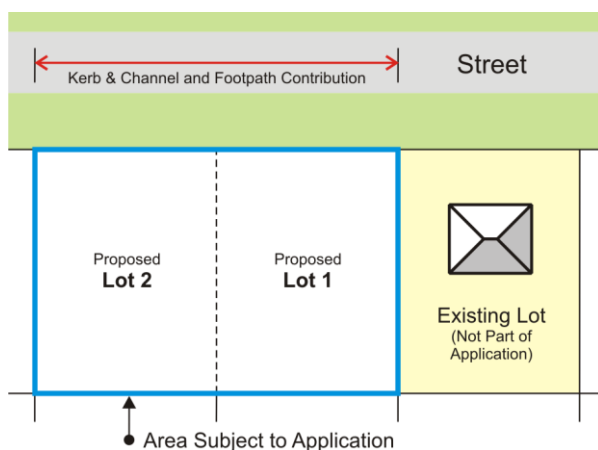 Street
Kerb & Channel and Footpath Contribution
Proposed
Lot 2
Proposed
Lot 1
Existing Lot
(Not Part of
Application)
Area Subject to Application